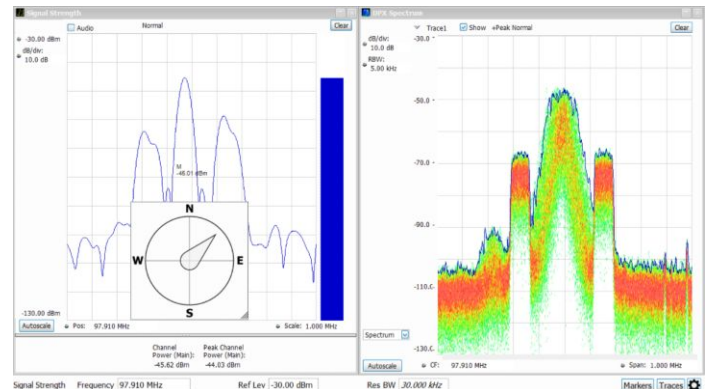 Signal Strength
Audio
Normal
Clear
-30.00 dBm
dB/div:
10.0 dB
M
-46.01 dBm
N
W
E
S
-130.00 dBm
Autoscale
Pos: 97.910 MHz
Scale: 1.000 MHz
Channel
Power (Main):
-45.62 dBm
Peak Channel
Power (Main):
-44.83 dBm
DPX Spectrum
Trace1
Show
+Peak Normal
Clear
dB/div:
10.0 dB
RBW:
5.00 kHz
-30.0
-50.0
-70.0
-90.0
-110.0
-130.0
Spectrum
Autoscale
CF: 97.910 MHz
Span: 1.000 MHz
Signal Strength
Frequency 97.910 MHz
Ref Lev -30.00 dBm
Res BW 30.000 kHz
Markers
Traces